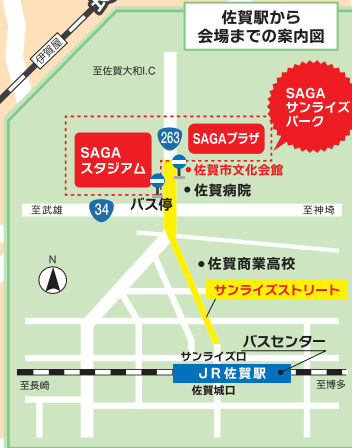 佐賀駅から
会場までの案内図
伊賀屋
至佐賀大和I.C
SAGA
サンライズ
パーク
263
SAGAプラザ
SAGA
スタジアム
佐賀市文化会館
佐賀病院
バス停
至武雄
34
至神埼
N
佐賀商業高校
サンライズストリート
バスセンター
サンライズ口
JR佐賀駅
至長崎
至博多
佐賀城口